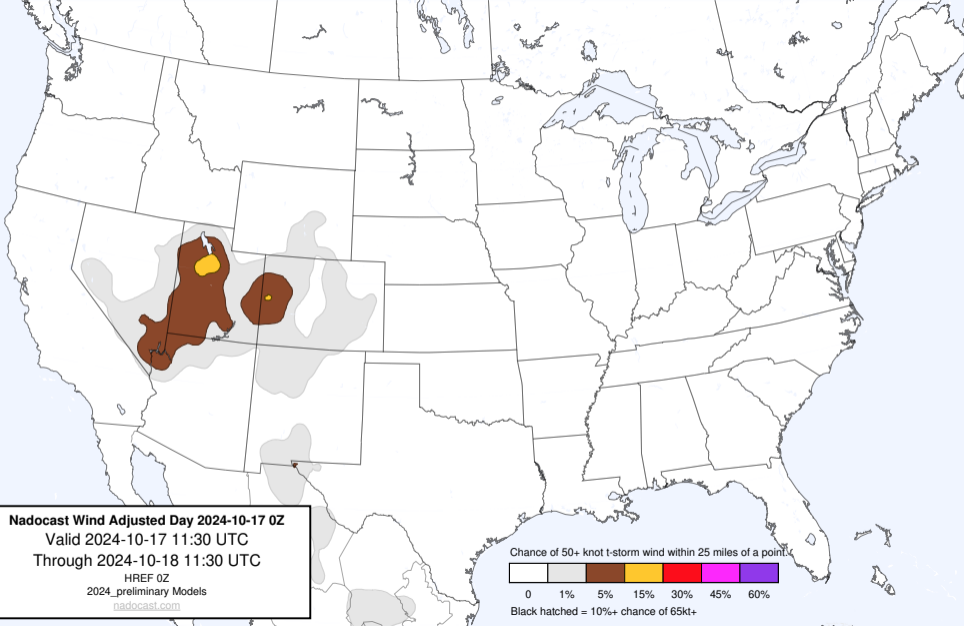 Nadocast Wind Adjusted Day 2024-10-17 0Z
Valid 2024-10-17 11:30 UTC
Through 2024-10-18 11:30 UTC
HREF 0Z
2024_preliminary Models
nadocast.com
Chance of 50+ knot t-storm wind within 25 miles of a point.
0 1% 5% 15% 30% 45% 60%
Black hatched = 10%+ chance of 65kt+